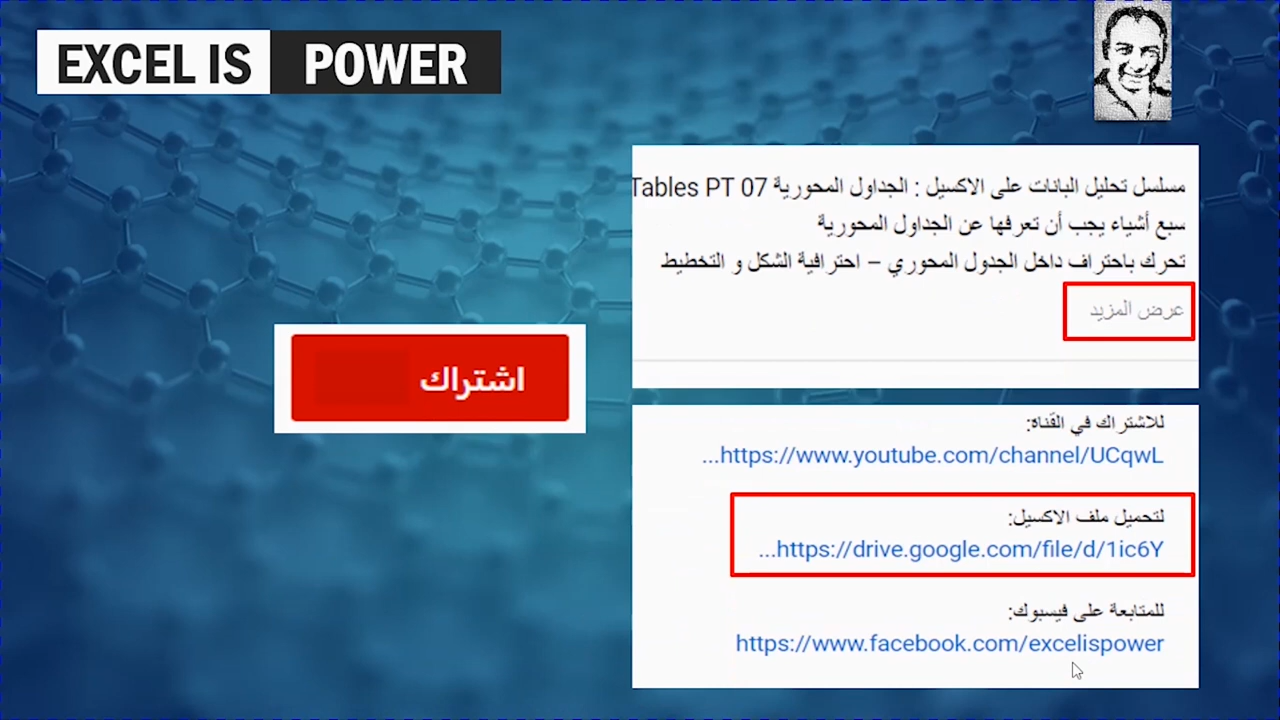 EXCEL IS POWER
مسلسل تحليل البانات على الاكسيل : الجداول المحورية Tables PT 07
سبع أشياء يجب أن تعرفها عن الجداول المحورية
تحرك باحتراف داخل الجدول المحوري – احترافية الشكل و التخطيط
عرض المزيد
اشتراك
للاشتراك في القناة:
https://www.youtube.com/channel/UCqwL...
لتحميل ملف الاكسيل:
https://drive.google.com/file/d/1ic6Y...
للمتابعة على فيسبوك:
https://www.facebook.com/excelispower